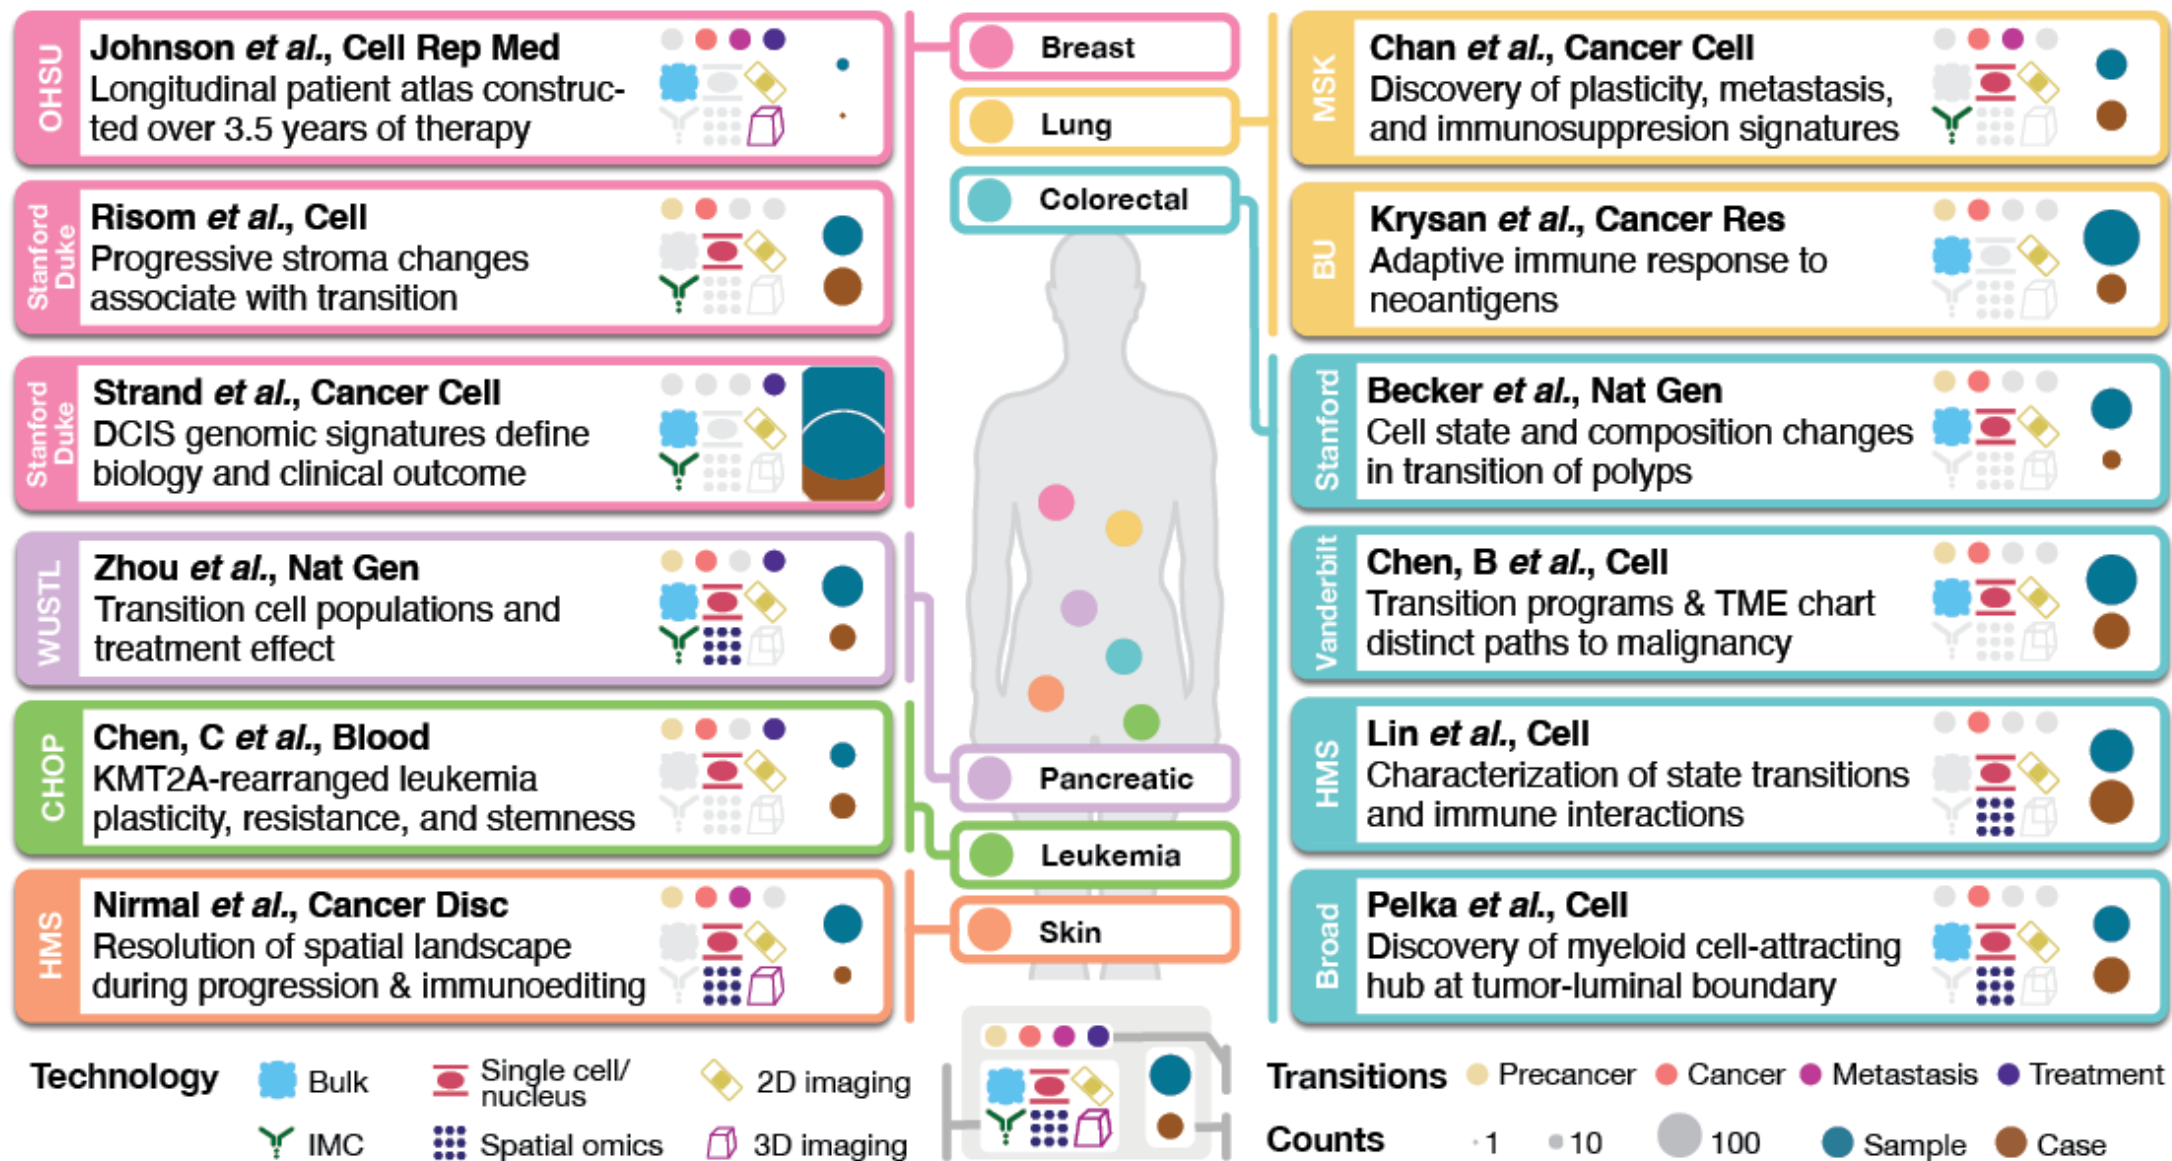 OHSU
Johnson et al., Cell Rep Med
Longitudinal patient atlas construc-
ted over 3.5 years of therapy
Stanford
Duke
Risom et al., Cell
Progressive stroma changes
associate with transition
Stanford
Duke
Strand et al., Cancer Cell
DCIS genomic signatures define
biology and clinical outcome
WUSTL
Zhou et al., Nat Gen
Transition cell populations and
treatment effect
CHOP
Chen, C et al., Blood
KMT2A-rearranged leukemia
plasticity, resistance, and stemness
HMS
Nirmal et al., Cancer Disc
Resolution of spatial landscape
during progression & immunoediting
Breast
Lung
Colorectal
Pancreatic
Leukemia
Skin
MSK
Chan et al., Cancer Cell
Discovery of plasticity, metastasis,
and immunosuppresion signatures
BU
Krysan et al., Cancer Res
Adaptive immune response to
neoantigens
Stanford
Becker et al., Nat Gen
Cell state and composition changes
in transition of polyps
Vanderbilt
Chen, B et al., Cell
Transition programs & TME chart
distinct paths to malignancy
HMS
Lin et al., Cell
Characterization of state transitions
and immune interactions
Broad
Pelka et al., Cell
Discovery of myeloid cell-attracting
hub at tumor-luminal boundary
Technology
Bulk
Single cell/
nucleus
2D imaging
IMC
Spatial omics
3D imaging
Transitions Precancer Cancer Metastasis Treatment
Counts 1 10 100 Sample Case